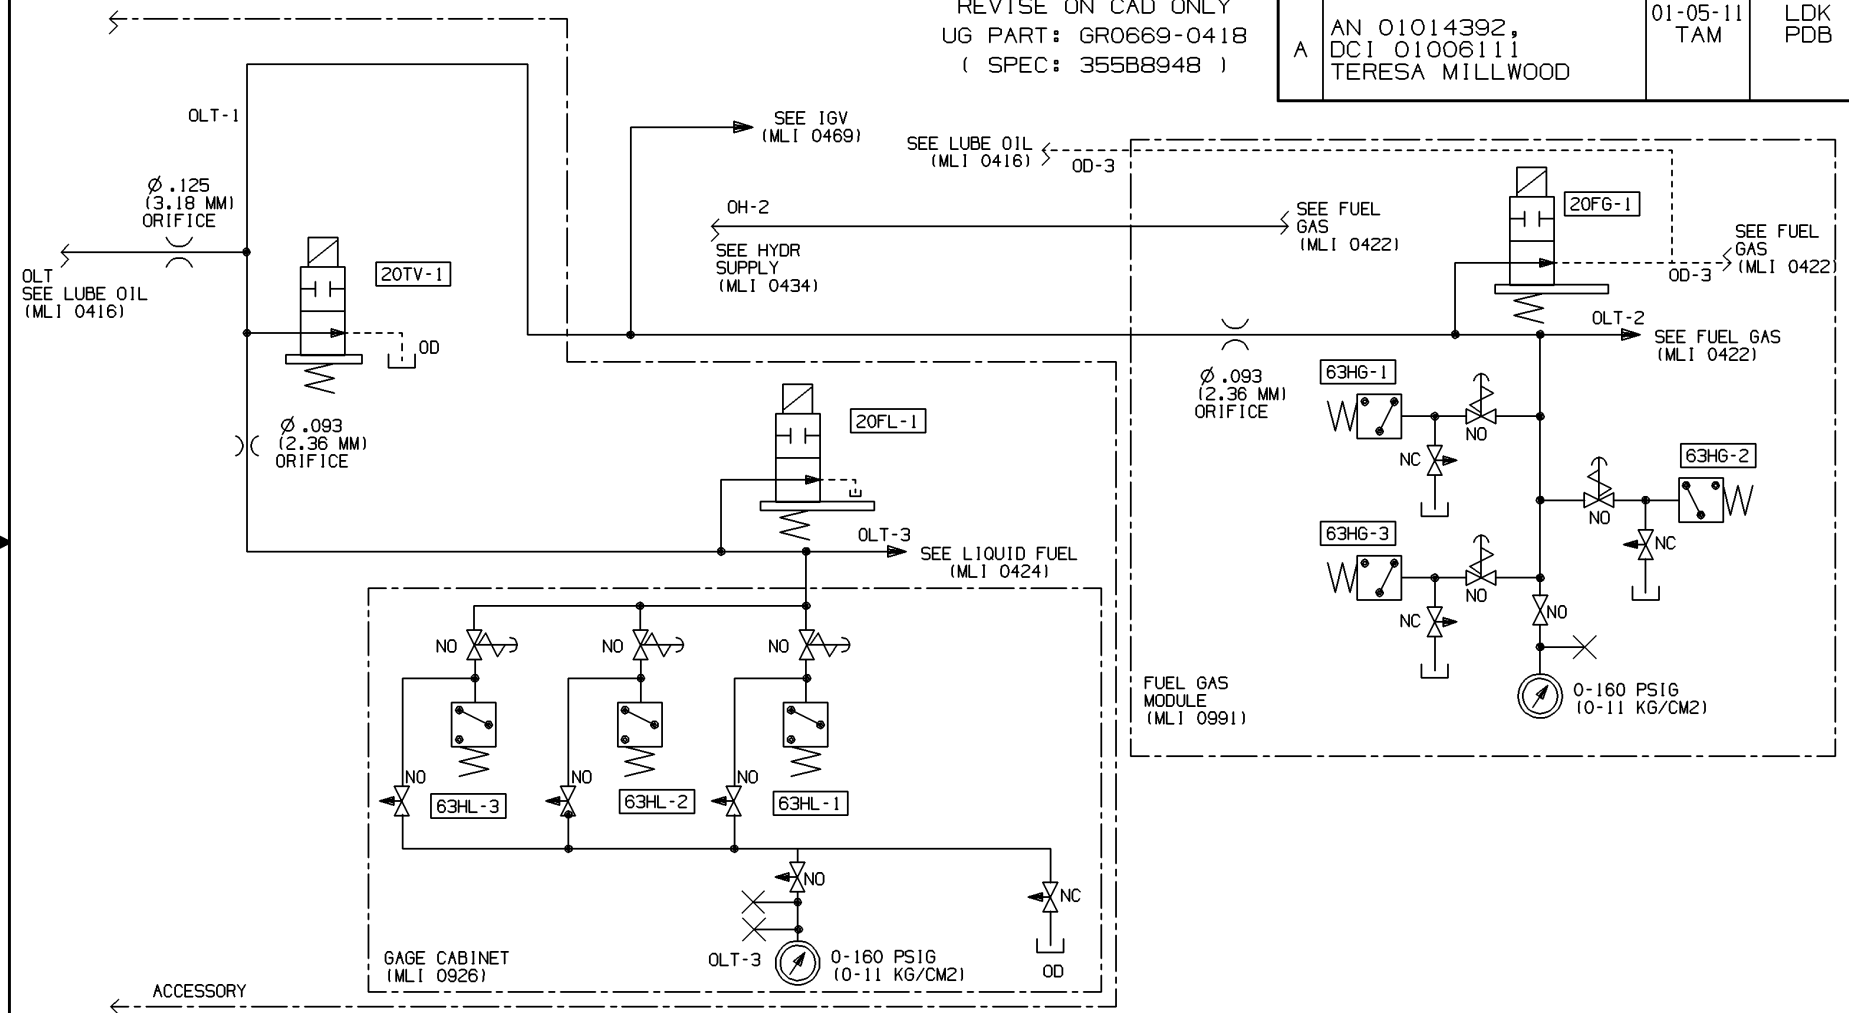 REVISE ON CAD ONLY
UG PART: GR0669-0418
( SPEC: 355B8948 )
A
AN 01014392,
DCI 01006111
TERESA MILLWOOD
01-05-11
TAM
LDK
PDB
OLT-1
SEE IGV
(MLI 0469)
SEE LUBE OIL
(MLI 0416)
OD-3
Ø.125
(3.18 MM)
ORIFICE
OH-2
SEE HYDR
SUPPLY
(MLI 0434)
SEE FUEL
GAS
(MLI 0422)
20FG-1
SEE FUEL
GAS
(MLI 0422)
OD-3
OLT
SEE LUBE OIL
(MLI 0416)
20TV-1
OD
OLT-2
SEE FUEL GAS
(MLI 0422)
Ø.093
(2.36 MM)
ORIFICE
63HG-1
NO
NC
Ø.093
(2.36 MM)
ORIFICE
20FL-1
63HG-2
NO
NC
63HG-3
NO
NC
NO
OLT-3
SEE LIQUID FUEL
(MLI 0424)
NO
NO
NO
FUEL GAS
MODULE
(MLI 0991)
0-160 PSIG
(0-11 KG/CM2)
NO
NO
NO
63HL-3
63HL-2
63HL-1
NO
NC
GAGE CABINET
(MLI 0926)
OLT-3
0-160 PSIG
(0-11 KG/CM2)
OD
ACCESSORY